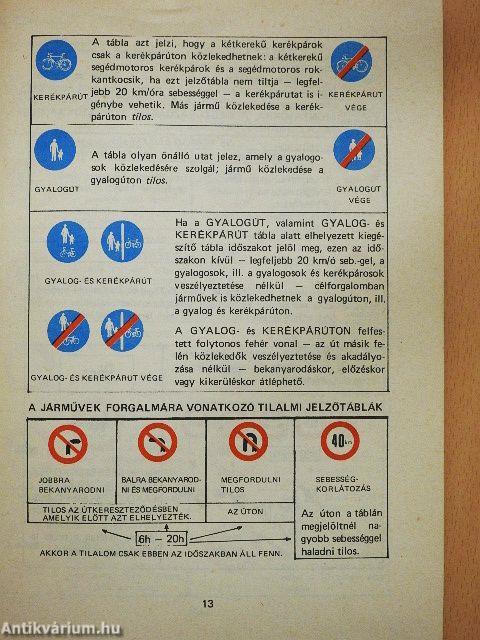 A tábla azt jelzi, hogy a kétkerekű kerékpárok
csak a kerékpárúton közlekedhetnek: a kétkerekű
segédmotoros kerékpárok és a segédmotoros rok-
kantkocsik, ha ezt jelzőtábla nem tiltja — legfel-
jebb 20 km/óra sebességgel — a kerékpárutat is i-
génybe vehetik. Más jármű közlekedése a kerék-
párúton tilos.
KERÉKPÁRÚT
KERÉKPÁRÚT
VÉGE
A tábla olyan önálló utat jelez, amely a gyalogo-
sok közlekedésére szolgál; jármű közlekedése a
gyalogúton tilos.
GYALOGÚT
GYALOGÚT
VÉGE
Ha a GYALOGÚT, valamint GYALOG- és
KERÉKPÁRÚT tábla alatt elhelyezett kiegé-
szítő tábla időszakot jelöl meg, ezen az idő-
szakon kívül — legfeljebb 20 km/ó seb.-gel, a
gyalogosok, ill. a gyalogosok és kerékpárosok
veszélyeztetése nélkül — célforgalomban
járművek is közlekedhetnek a gyalogúton, ill.
a gyalog és kerékpárúton.
GYALOG- ÉS KERÉKPÁRÚT
A GYALOG- és KERÉKPÁRÚTON felfes-
tett folytonos fehér vonal — az út másik fe-
lén közlekedők veszélyeztetése és akadályo-
zása nélkül — bekanyarodáskor, előzéskor
vagy kikerüléskor átléphető.
GYALOG- ÉS KERÉKPÁRÚT VÉGE
A JÁRMŰVEK FORGALMÁRA VONATKOZÓ TILALMI JELZŐTÁBLÁK
40 km
JOBBRA
BEKANYARODNI
BALRA BEKANYAROD-
NI ÉS MEGFORDULNI
MEGFORDULNI
TILOS
SEBESSÉG-
KORLÁTOZÁS
TILOS AZ ÚTKERESZTEZŐDÉSBEN
AMELYIK ELŐTT AZT ELHELYEZTÉK.
AZ ÚTON
Az úton a táblán
megjelöltnél na-
gyobb sebességgel
haladni tilos.
6h — 20h
AKKOR A TILALOM CSAK EBBEN AZ IDŐSZAKBAN ÁLL FENN.
13
Antikvárium.hu